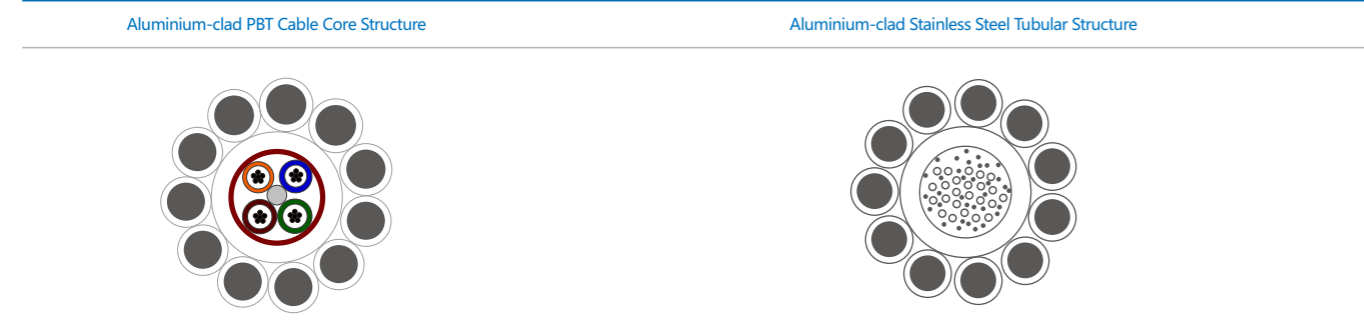 Aluminium-clad PBT Cable Core Structure
Aluminium-clad Stainless Steel Tubular Structure